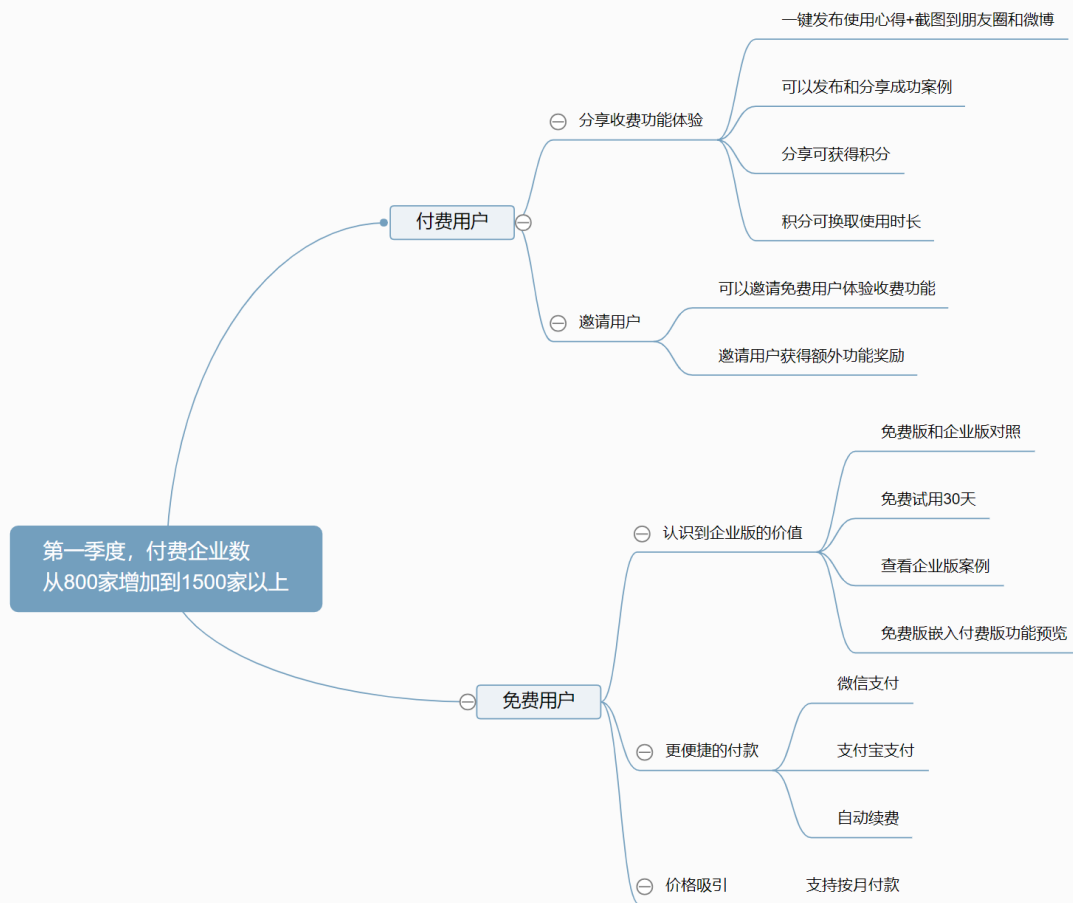 第一季度，付费企业数
从800家增加到1500家以上
付费用户
分享收费功能体验
一键发布使用心得+截图到朋友圈和微博
可以发布和分享成功案例
分享可获得积分
积分可换取使用时长
邀请用户
可以邀请免费用户体验收费功能
邀请用户获得额外功能奖励
免费用户
认识到企业版的价值
免费版和企业版对照
免费试用30天
查看企业版案例
免费版嵌入付费版功能预览
更便捷的付款
微信支付
支付宝支付
自动续费
价格吸引
支持按月付款